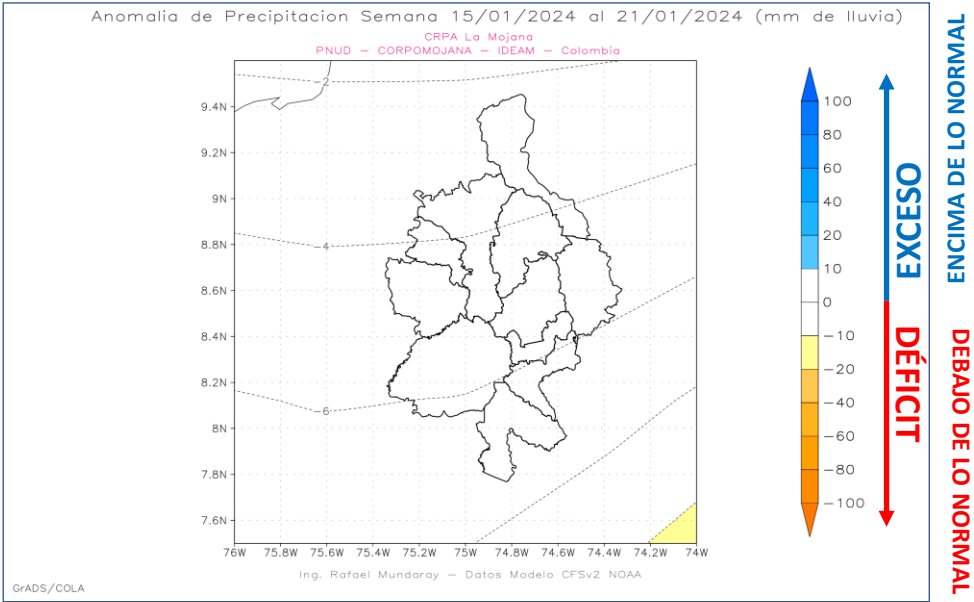 Anomalia de Precipitacion Semana 15/01/2024 al 21/01/2024 (mm de lluvia)
CRPA La Mojana
PNUD – CORPOMOJANA – IDEAM – Colombia
9.4N
9.2N
9N
8.8N
8.6N
8.4N
8.2N
8N
7.8N
7.6N
−2
−4
−6
76W 75.8W 75.6W 75.4W 75.2W 75W 74.8W 74.6W 74.4W 74.2W 74W
Ing. Rafael Mundaray – Datos Modelo CFSv2 NOAA
GrADS/COLA
100
80
60
40
20
10
0
−10
−20
−40
−60
−80
−100
EXCESO
DÉFICIT
ENCIMA DE LO NORMAL
DEBAJO DE LO NORMAL